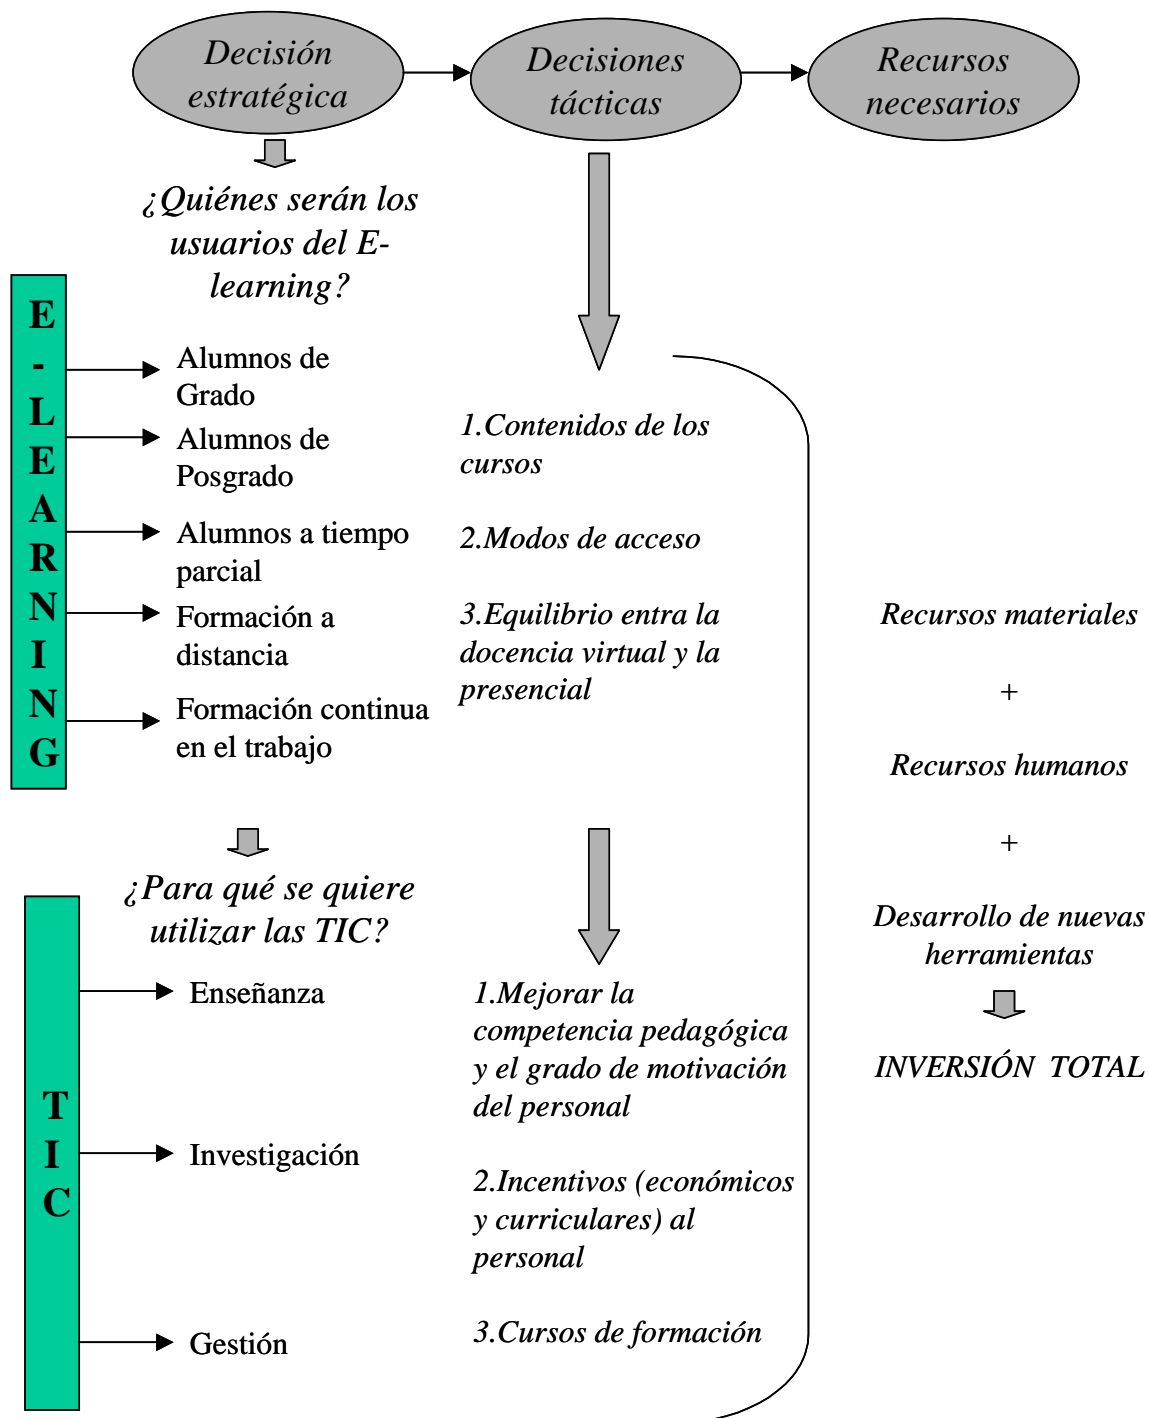 Decisión
estratégica
Decisiones
tácticas
Recursos
necesarios
¿Quiénes serán los
usuarios del E-
learning?
E
-
L
E
A
R
N
I
N
G
Alumnos de
Grado
Alumnos de
Posgrado
Alumnos a tiempo
parcial
Formación a
distancia
Formación continua
en el trabajo
1.Contenidos de los
cursos
2.Modos de acceso
3.Equilibrio entra la
docencia virtual y la
presencial
¿Para qué se quiere
utilizar las TIC?
T
I
C
Enseñanza
Investigación
Gestión
1.Mejorar la
competencia pedagógica
y el grado de motivación
del personal
2.Incentivos (económicos
y curriculares) al
personal
3.Cursos de formación
Recursos materiales
+
Recursos humanos
+
Desarrollo de nuevas
herramientas
INVERSIÓN TOTAL